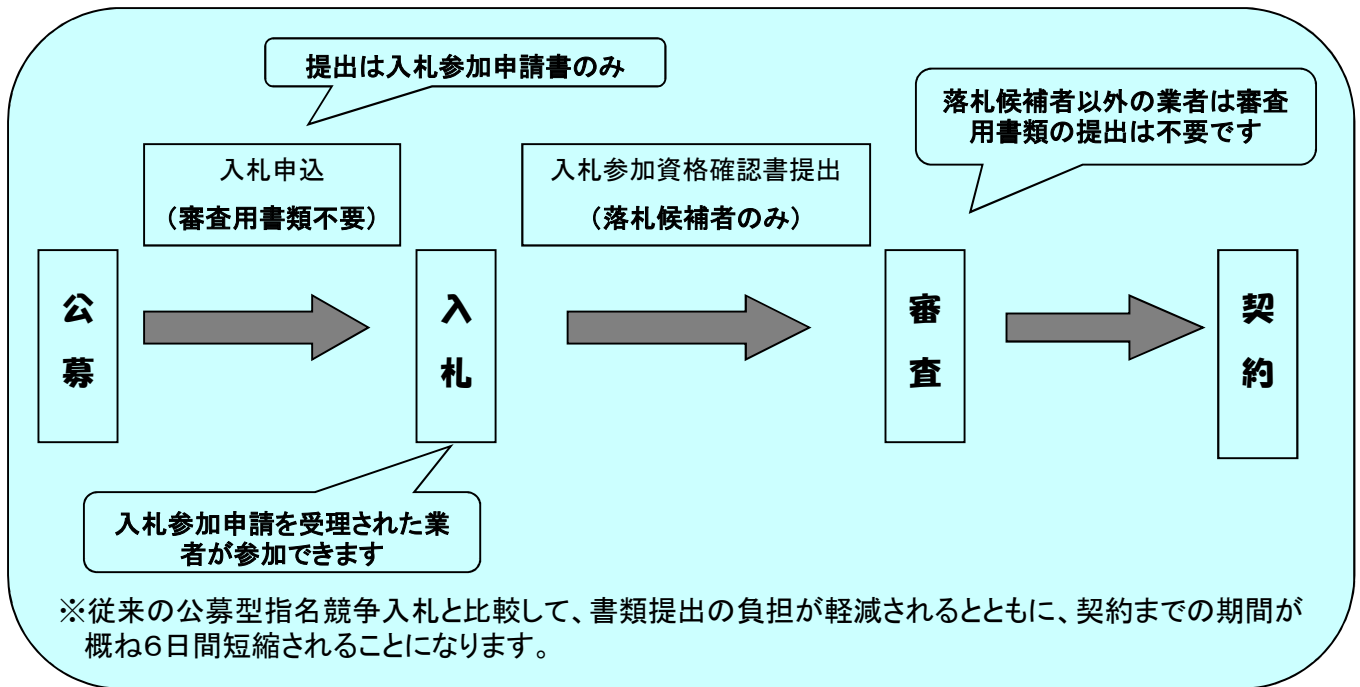 提出は入札参加申請書のみ
落札候補者以外の業者は審査
用書類の提出は不要です
入札申込
（審査用書類不要）
入札参加資格確認書提出
（落札候補者のみ）
公募
入札
審査
契約
入札参加申請を受理された業
者が参加できます
※従来の公募型指名競争入札と比較して、書類提出の負担が軽減されるとともに、契約までの期間が
概ね６日間短縮されることになります。